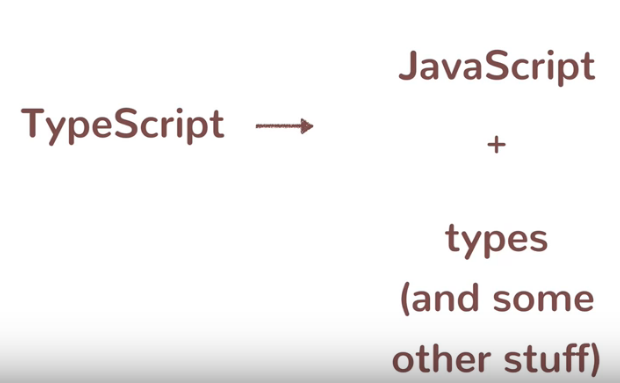 TypeScript
JavaScript
+
types
(and some
other stuff)